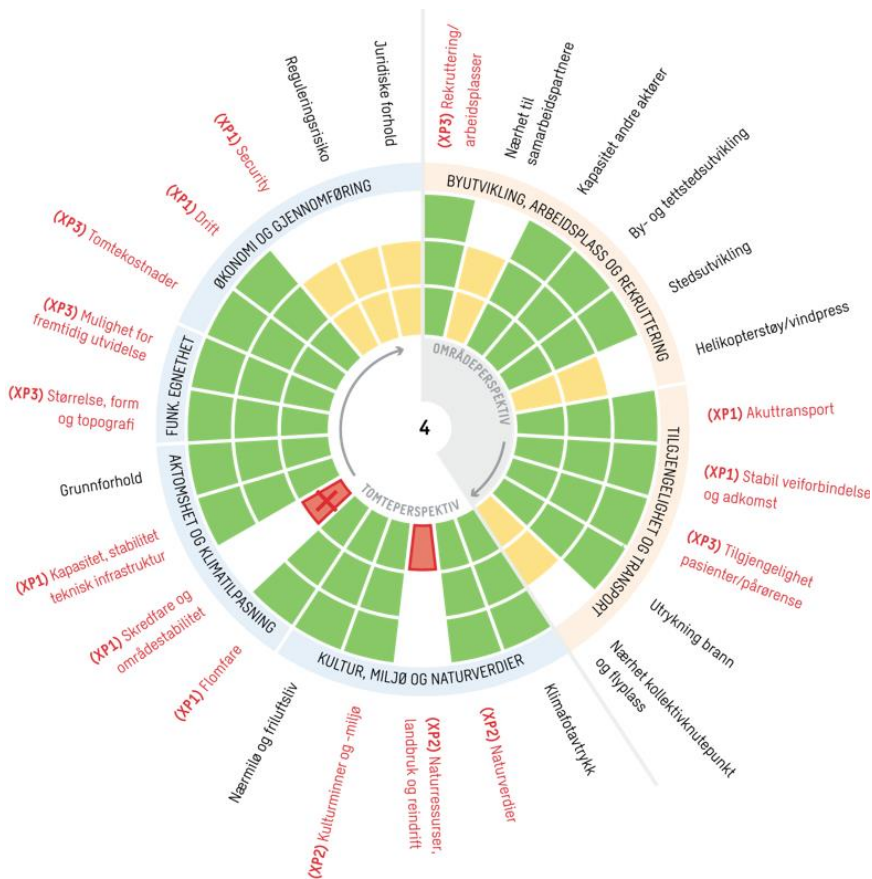 Juridiske forhold
Reguleringsrisiko
(XP1) Security
(XP1) Drift
(XP3) Tomtekostnader
(XP3) Mulighet for
fremtidig utvidelse
(XP3) Størrelse, form
og topografi
Grunnforhold
(XP1) Kapasitet, stabilitet
teknisk infrastruktur
(XP1) Skredfare og
områdestabilitet
(XP1) Flomfare
Nærmilø og friluftsliv
(XP2) Kulturminner og -miljø
(XP2) Naturressurser,
landbruk og reindrift
(XP2) Naturverdier
Klimafotavtrykk
Nærhet kollektivknutepunkt
og flyplass
Utrykning brann
(XP3) Tilgjengelighet
pasienter/pårørense
(XP1) Stabil veiforbindelse
og adkomst
(XP1) Akuttransport
Helikopterstøy/vindpress
Stedsutvikling
By- og tettstedsutvikling
Kapasitet andre aktører
Nærhet til
samarbeidspartnere
(XP3) Rekruttering/
arbeidsplasser
ØKONOMI OG GJENNOMFØRING
BYUTVIKLING, ARBEIDSPLASS OG REKRUTTERING
TILGJENGELIGHET OG TRANSPORT
KULTUR, MILJØ OG NATURVERDIER
AKTOMSHET OG KLIMATILPASNING
FUNK. EGNETHET
OMRÅDEPERSPEKTIV
TOMTEPERSPEKTIV
4